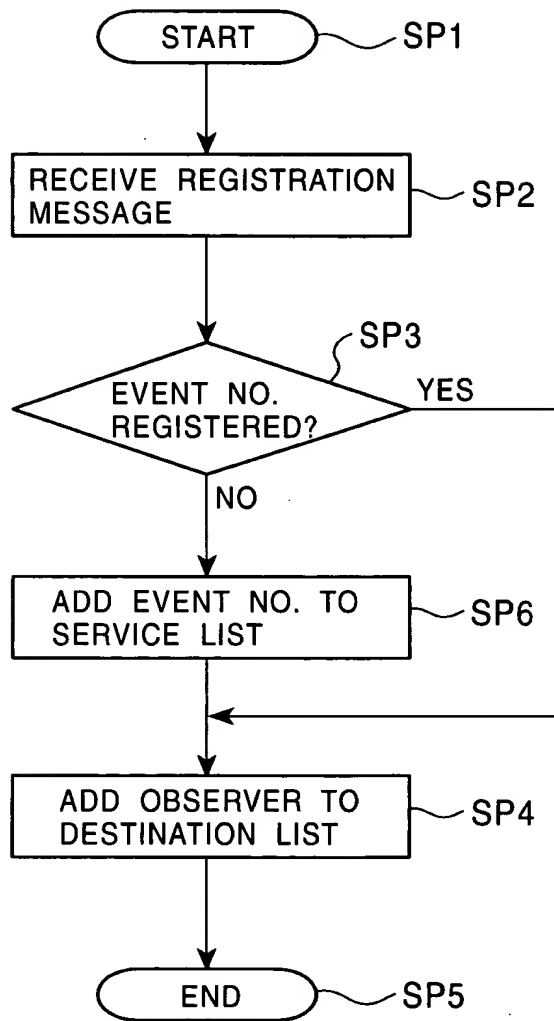 START
SP1
RECEIVE REGISTRATION
MESSAGE
SP2
SP3
EVENT NO.
REGISTERED?
YES
NO
ADD EVENT NO. TO
SERVICE LIST
SP6
ADD OBSERVER TO
DESTINATION LIST
SP4
END
SP5